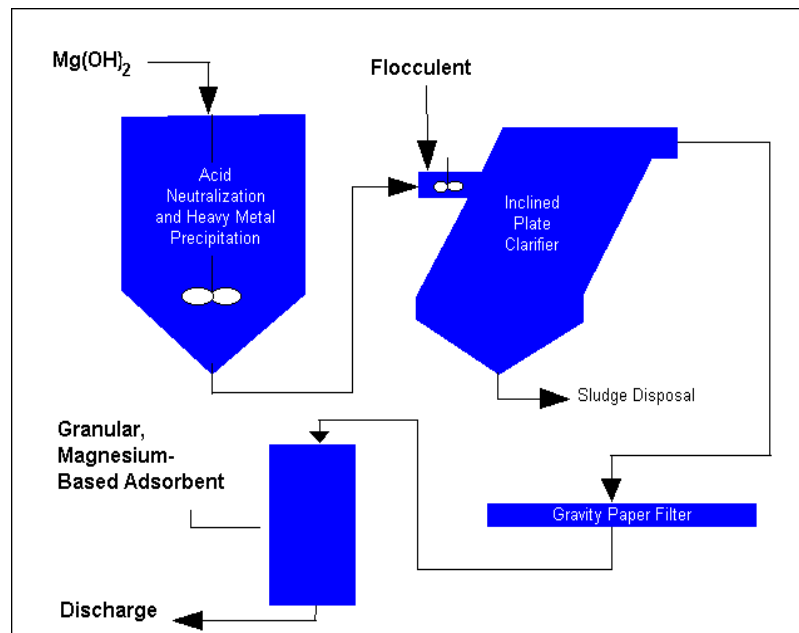 Mg(OH)2
Flocculent
Acid
Neutralization
and Heavy Metal
Precipitation
Inclined
Plate
Clarifier
Sludge Disposal
Granular,
Magnesium-
Based Adsorbent
Gravity Paper Filter
Discharge